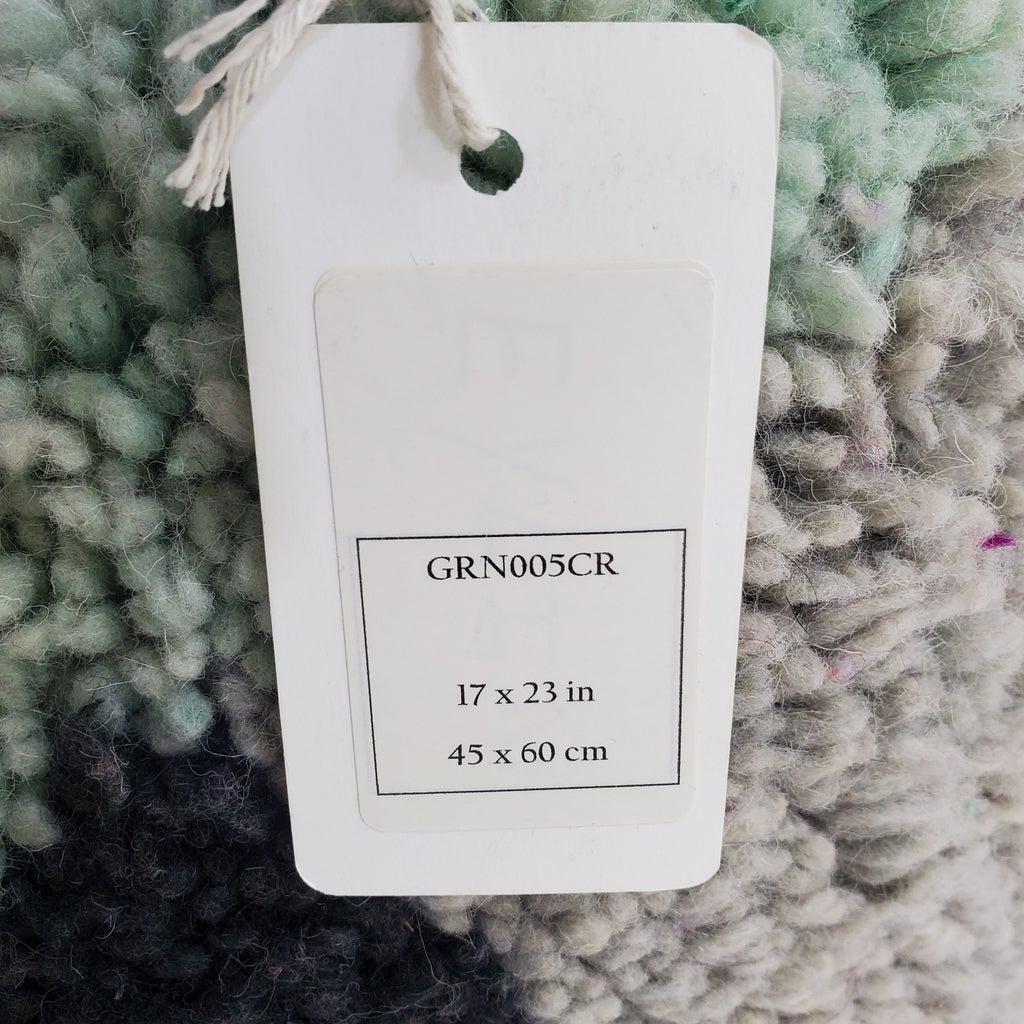 GRN005CR
17 x 23 in
45 x 60 cm